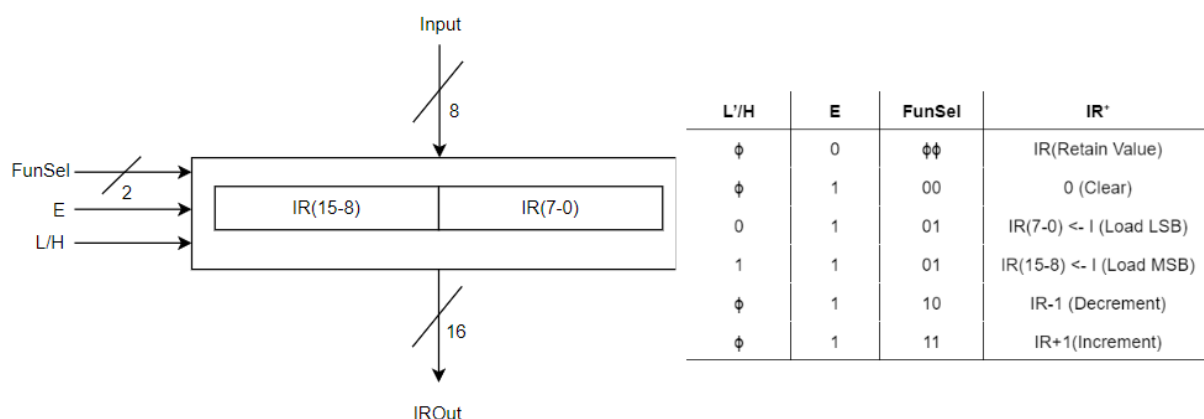 Input
8
FunSel
2
E
L/H
IR(15-8) IR(7-0)
16
IROut
L'/H E FunSel IR⁺
ϕ 0 ϕϕ IR(Retain Value)
ϕ 1 00 0 (Clear)
0 1 01 IR(7-0) <- I (Load LSB)
1 1 01 IR(15-8) <- I (Load MSB)
ϕ 1 10 IR-1 (Decrement)
ϕ 1 11 IR+1(Increment)